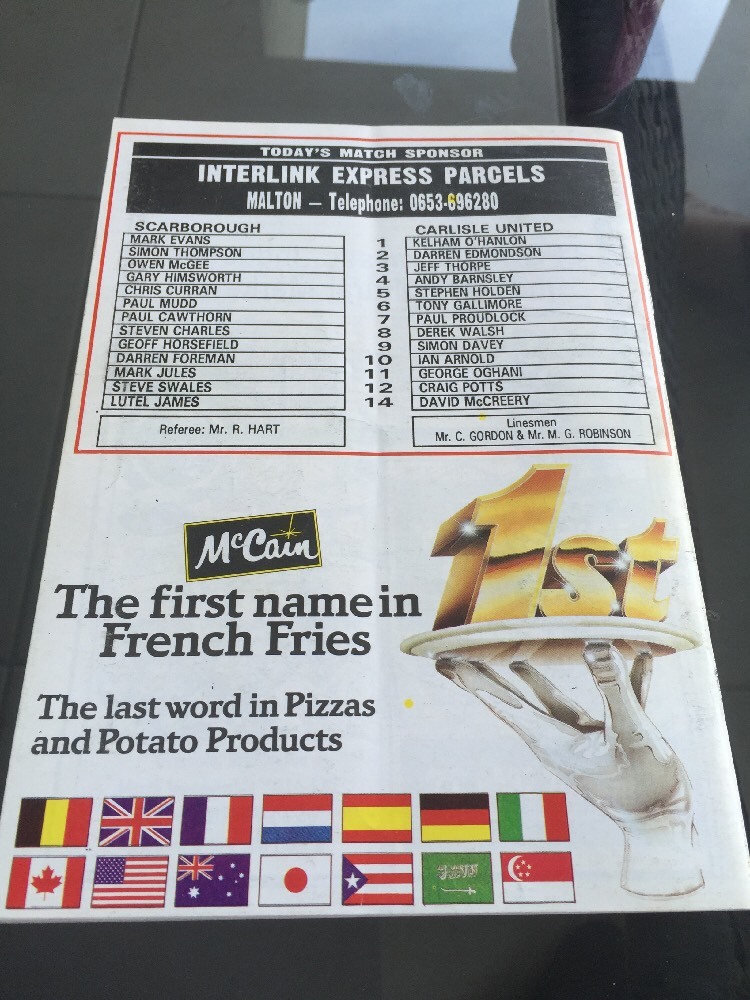 TODAY'S MATCH SPONSOR
INTERLINK EXPRESS PARCELS
MALTON — Telephone: 0653-696280
SCARBOROUGH CARLISLE UNITED
MARK EVANS 1 KELHAM O'HANLON
SIMON THOMPSON 2 DARREN EDMONDSON
OWEN McGEE 3 JEFF THORPE
GARY HIMSWORTH 4 ANDY BARNSLEY
CHRIS CURRAN 5 STEPHEN HOLDEN
PAUL MUDD 6 TONY GALLIMORE
PAUL CAWTHORN 7 PAUL PROUDLOCK
STEVEN CHARLES 8 DEREK WALSH
GEOFF HORSEFIELD 9 SIMON DAVEY
DARREN FOREMAN 10 IAN ARNOLD
MARK JULES 11 GEORGE OGHANI
STEVE SWALES 12 CRAIG POTTS
LUTEL JAMES 14 DAVID McCREERY
Referee: Mr. R. HART
Linesmen
Mr. C. GORDON & Mr. M. G. ROBINSON
1st
McCain
The first name in
French Fries
The last word in Pizzas
and Potato Products